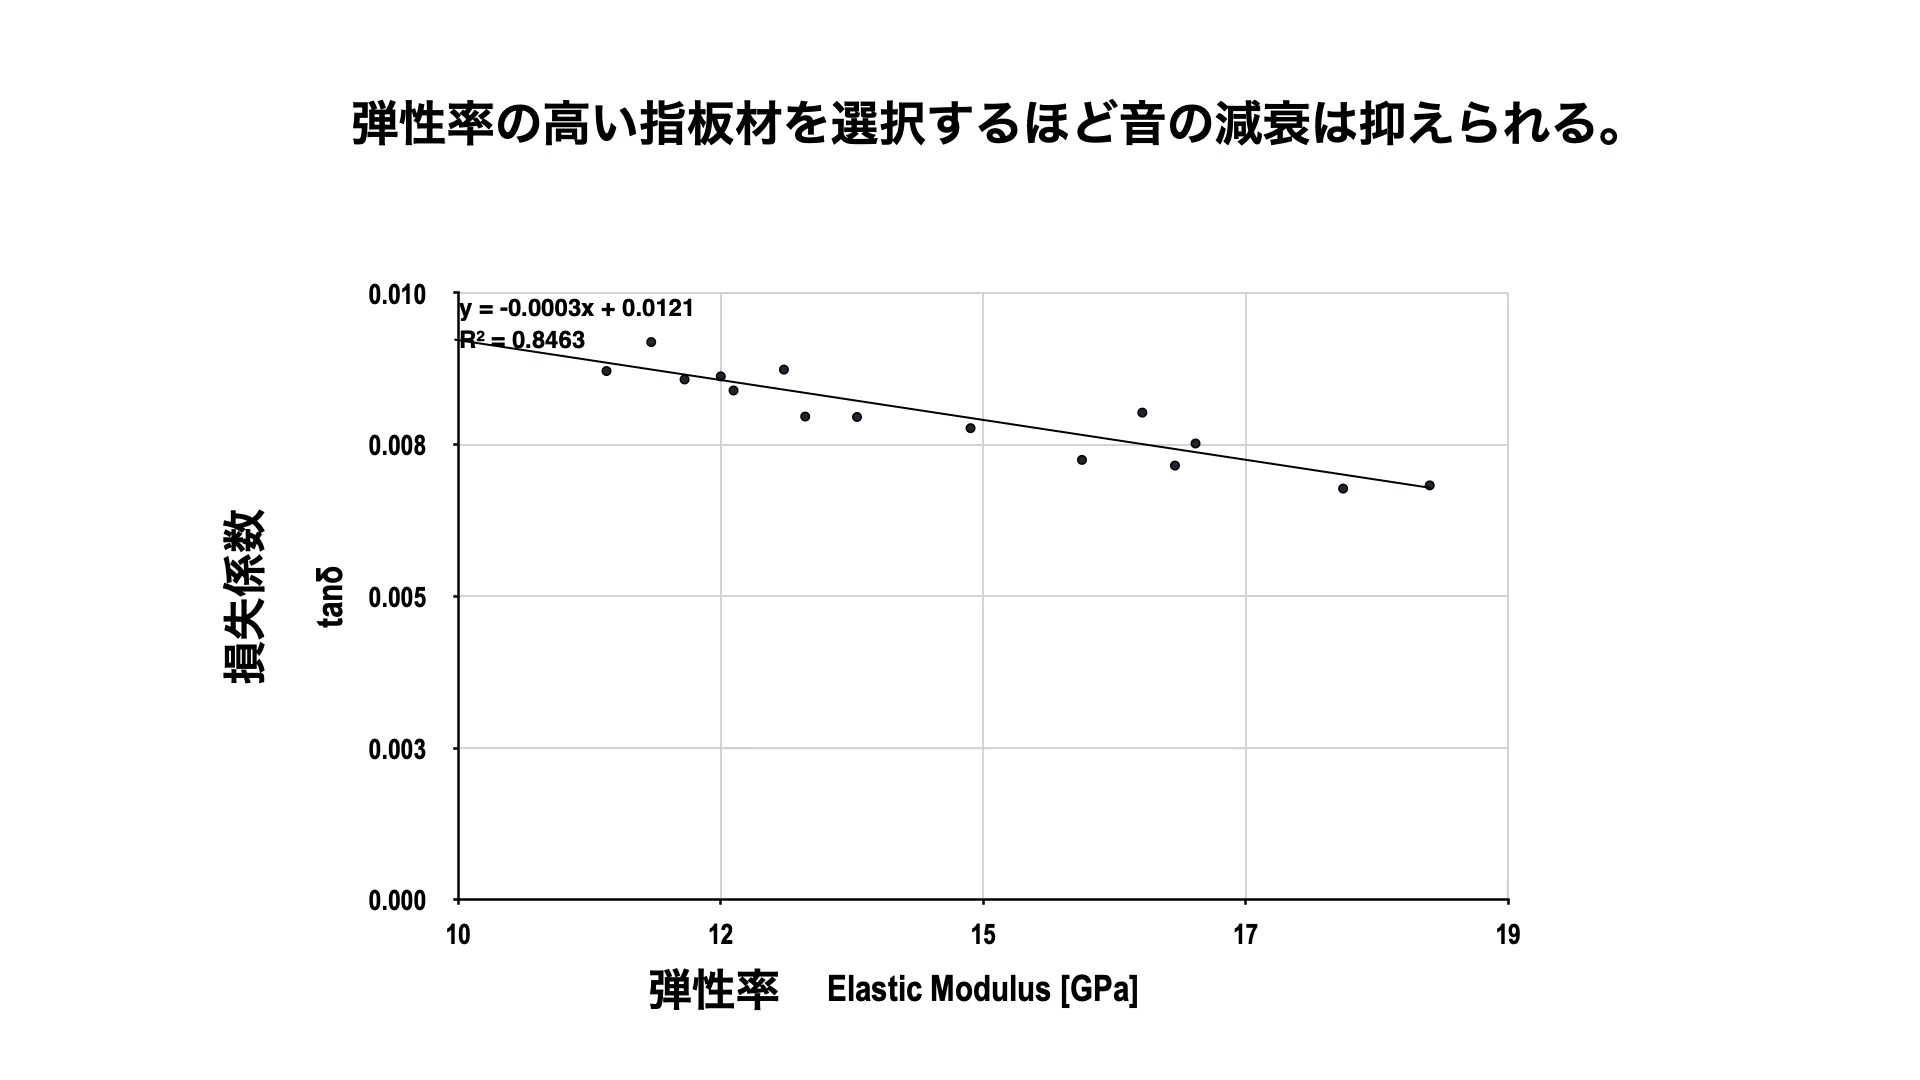 弾性率の高い指板材を選択するほど音の減衰は抑えられる。
y = -0.0003x + 0.0121
R² = 0.8463
損失係数
tanδ
0.010
0.008
0.005
0.003
0.000
10 12 15 17 19
弾性率 Elastic Modulus [GPa]